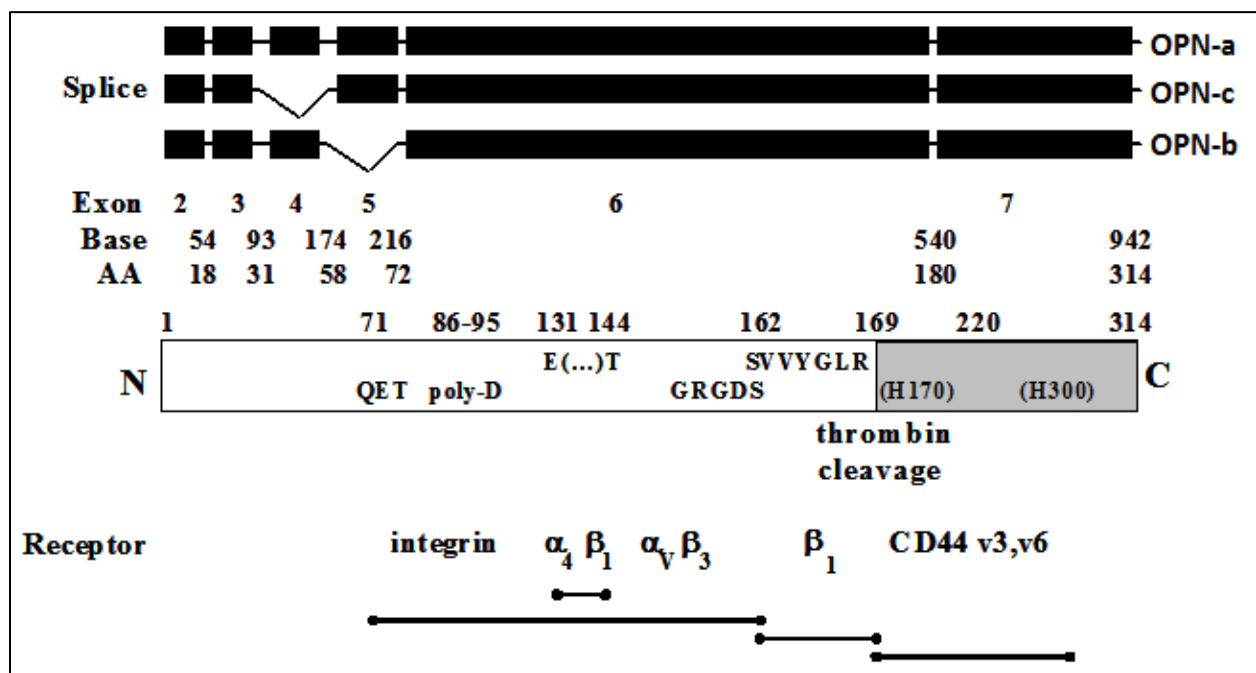 OPN-a
Splice OPN-c
OPN-b
Exon 2 3 4 5 6 7
Base 54 93 174 216 540 942
AA 18 31 58 72 180 314
1 71 86-95 131 144 162 169 220 314
E(...)T SVVYGLR
N QET poly-D GRGDS (H170) (H300) C
thrombin
cleavage
Receptor integrin α4 β1 αV β3 β1 CD44 v3,v6